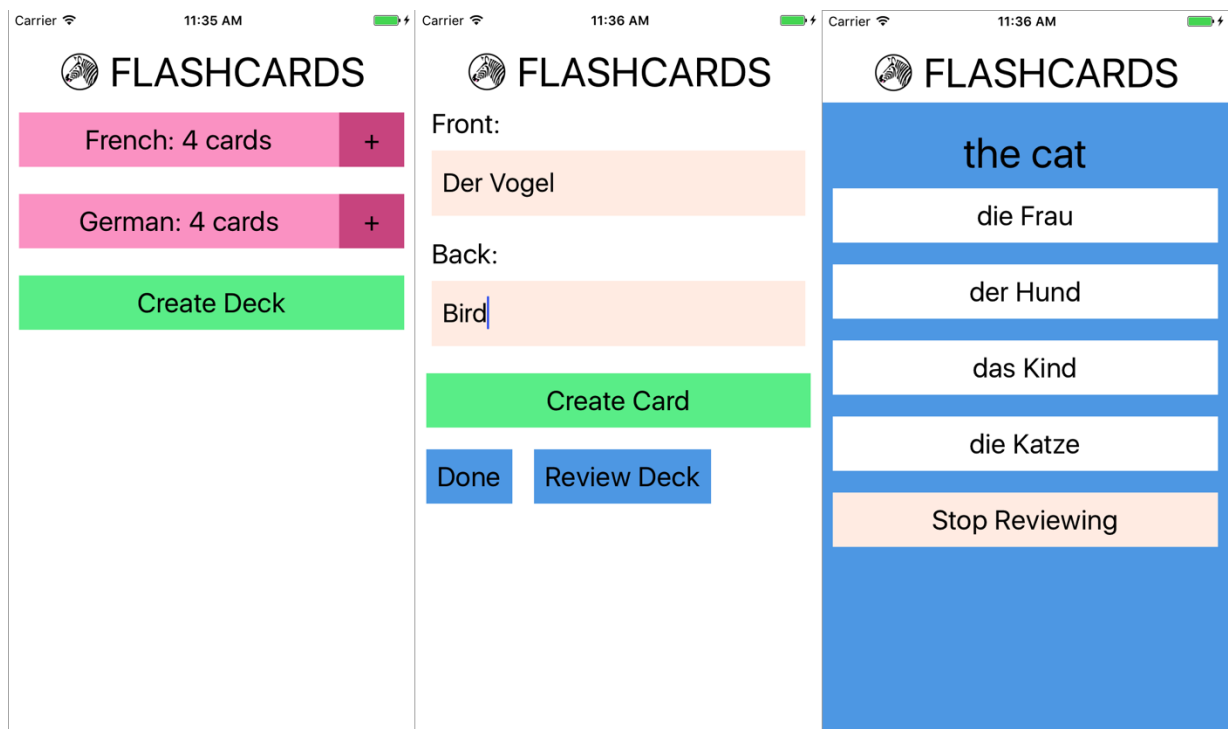 Carrier 11:35 AM
FLASHCARDS
French: 4 cards +
German: 4 cards +
Create Deck
Carrier 11:36 AM
FLASHCARDS
Front:
Der Vogel
Back:
Bird
Create Card
Done Review Deck
Carrier 11:36 AM
FLASHCARDS
the cat
die Frau
der Hund
das Kind
die Katze
Stop Reviewing